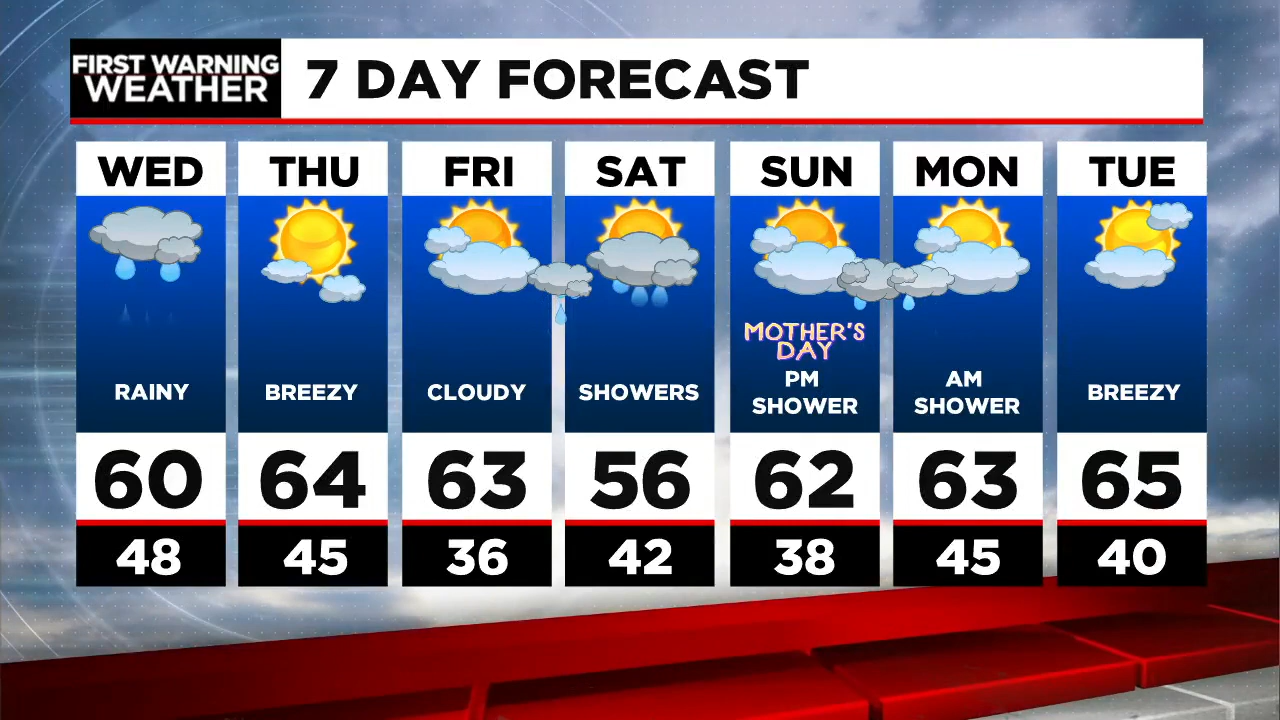 FIRST WARNING
WEATHER
7 DAY FORECAST
WED
THU
FRI
SAT
SUN
MON
TUE
MOTHER'S
DAY
RAINY
BREEZY
CLOUDY
SHOWERS
PM
SHOWER
AM
SHOWER
BREEZY
60
64
63
56
62
63
65
48
45
36
42
38
45
40